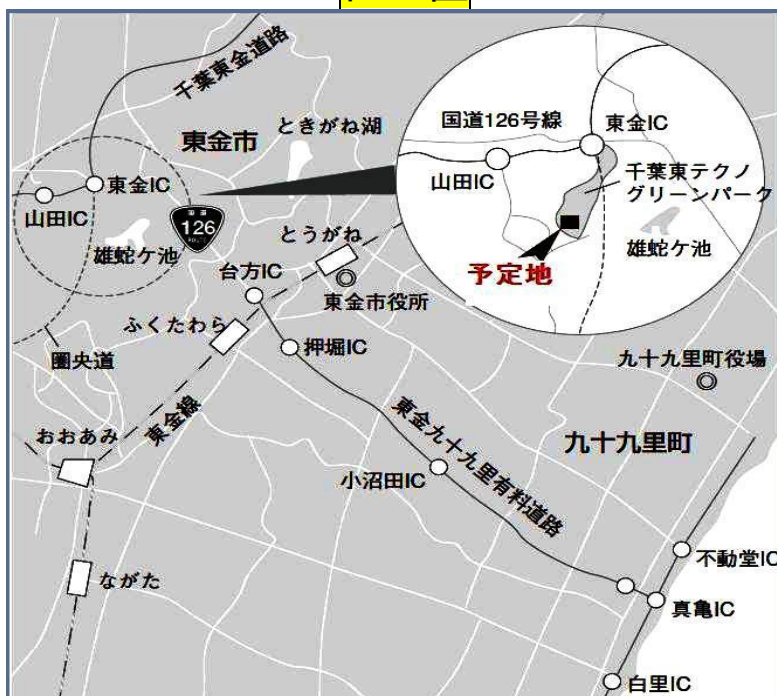 千葉東金道路
東金市
ときがね湖
国道126号線
東金IC
山田IC
千葉東テクノ
グリーンパーク
雄蛇ケ池
予定地
東金IC
山田IC
国道
126
ROUTE
雄蛇ケ池
とうがね
台方IC
東金市役所
ふくたわら
圏央道
押堀IC
九十九里町役場
おおあみ
東金線
東金九十九里有料道路
九十九里町
小沼田IC
ながた
不動堂IC
真亀IC
白里IC